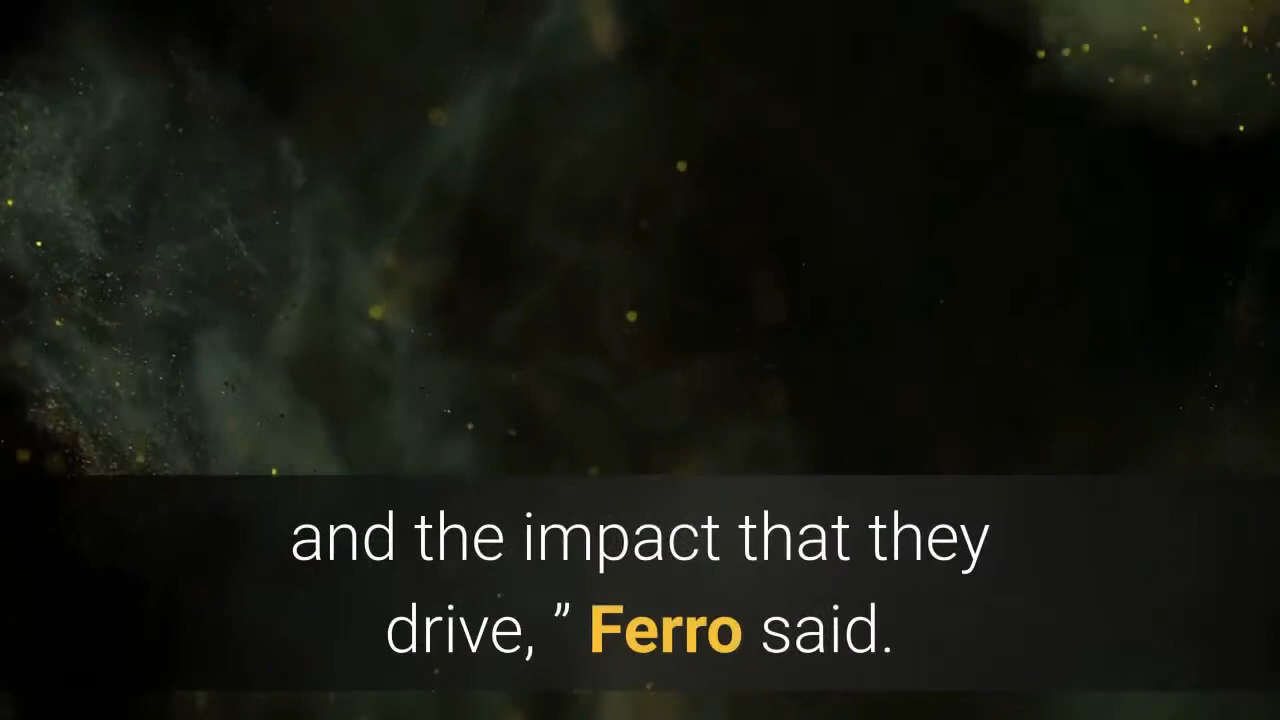 and the impact that they
drive, ” Ferro said.